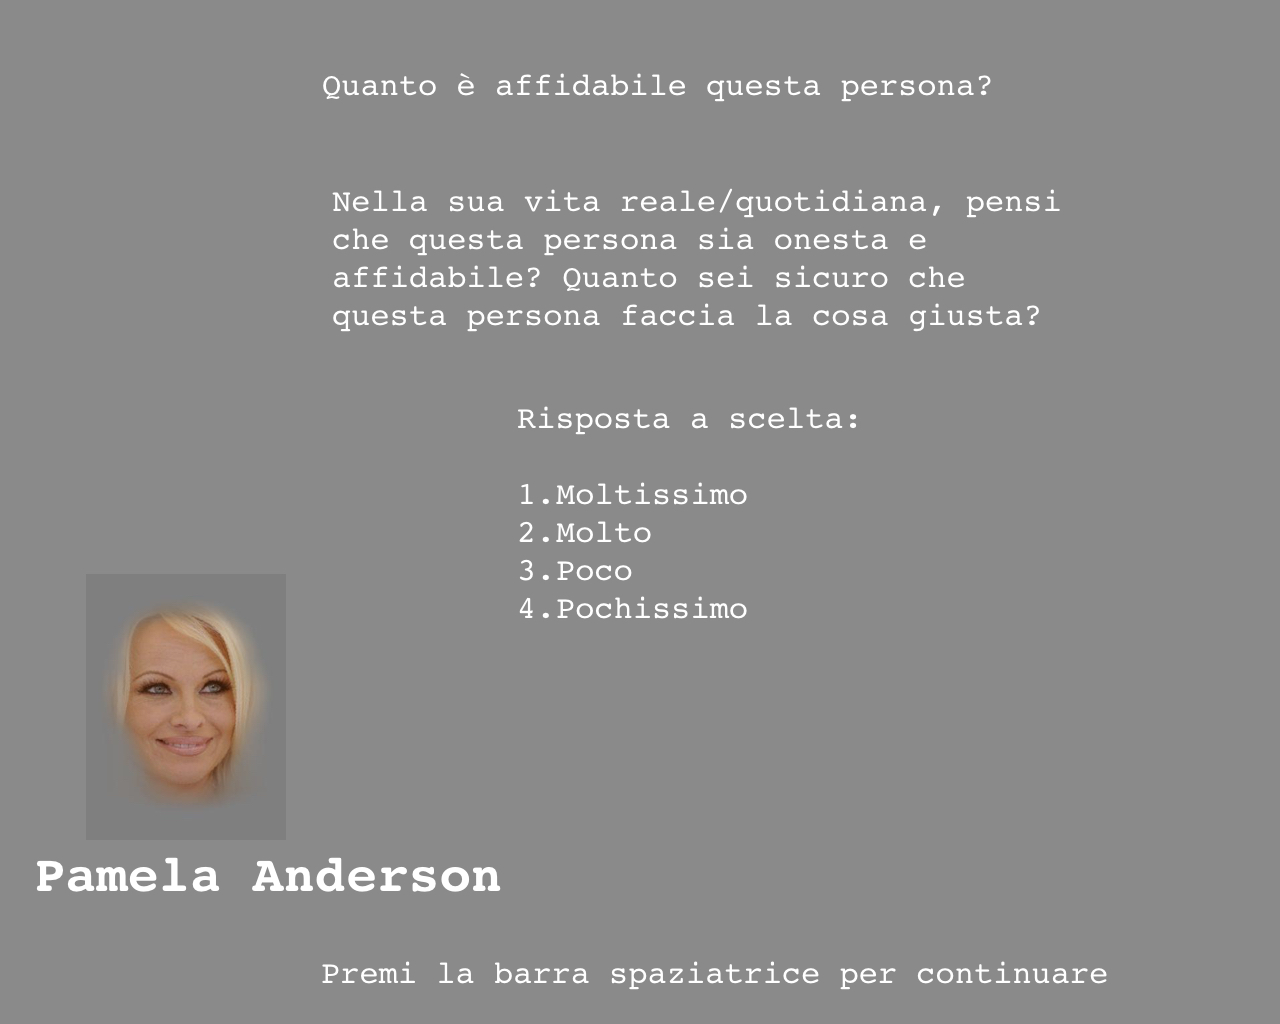 Quanto è affidabile questa persona?
Nella sua vita reale/quotidiana, pensi
che questa persona sia onesta e
affidabile? Quanto sei sicuro che
questa persona faccia la cosa giusta?
Risposta a scelta:
1.Moltissimo
2.Molto
3.Poco
4.Pochissimo
Pamela Anderson
Premi la barra spaziatrice per continuare